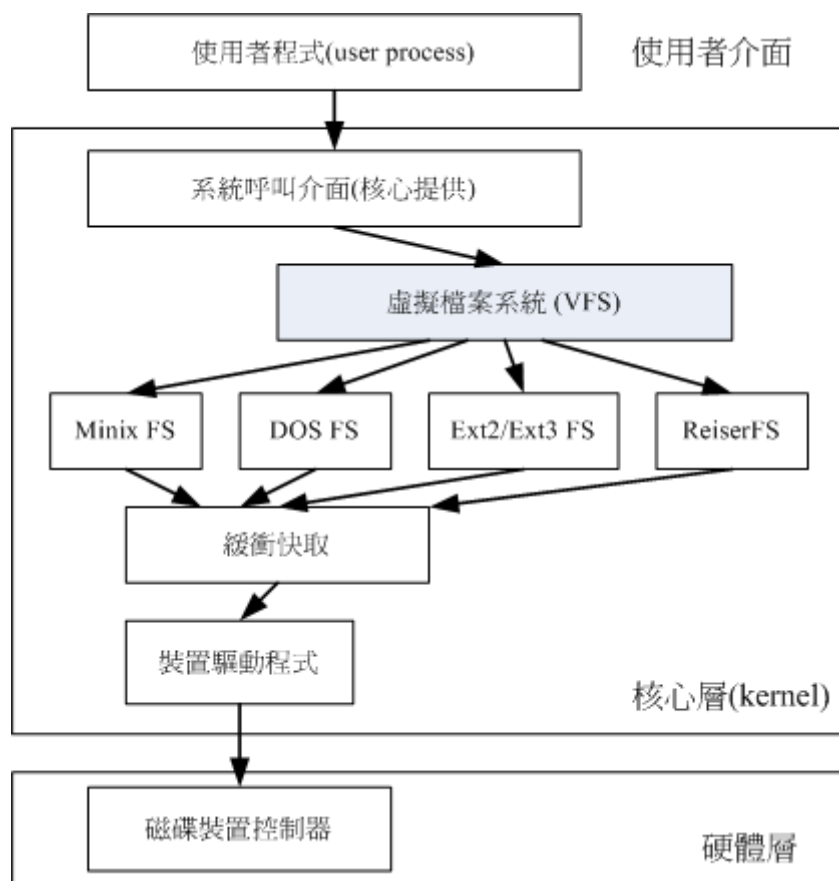 使用者程式(user process)
使用者介面
系統呼叫介面(核心提供)
虛擬檔案系統 (VFS)
Minix FS
DOS FS
Ext2/Ext3 FS
ReiserFS
緩衝快取
裝置驅動程式
核心層(kernel)
磁碟裝置控制器
硬體層